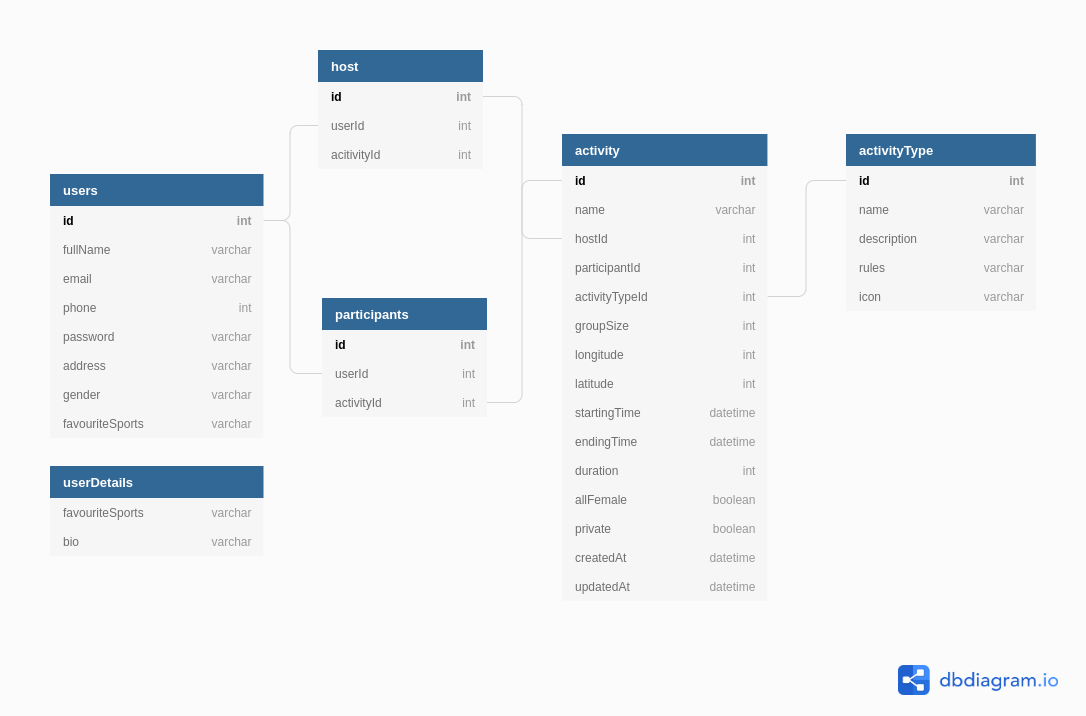 host
id int
userId int
acitivityId int
users
id int
fullName varchar
email varchar
phone int
password varchar
address varchar
gender varchar
favouriteSports varchar
participants
id int
userId int
activityId int
userDetails
favouriteSports varchar
bio varchar
activity
id int
name varchar
hostId int
participantId int
activityTypeId int
groupSize int
longitude int
latitude int
startingTime datetime
endingTime datetime
duration int
allFemale boolean
private boolean
createdAt datetime
updatedAt datetime
activityType
id int
name varchar
description varchar
rules varchar
icon varchar
dbdiagram.io